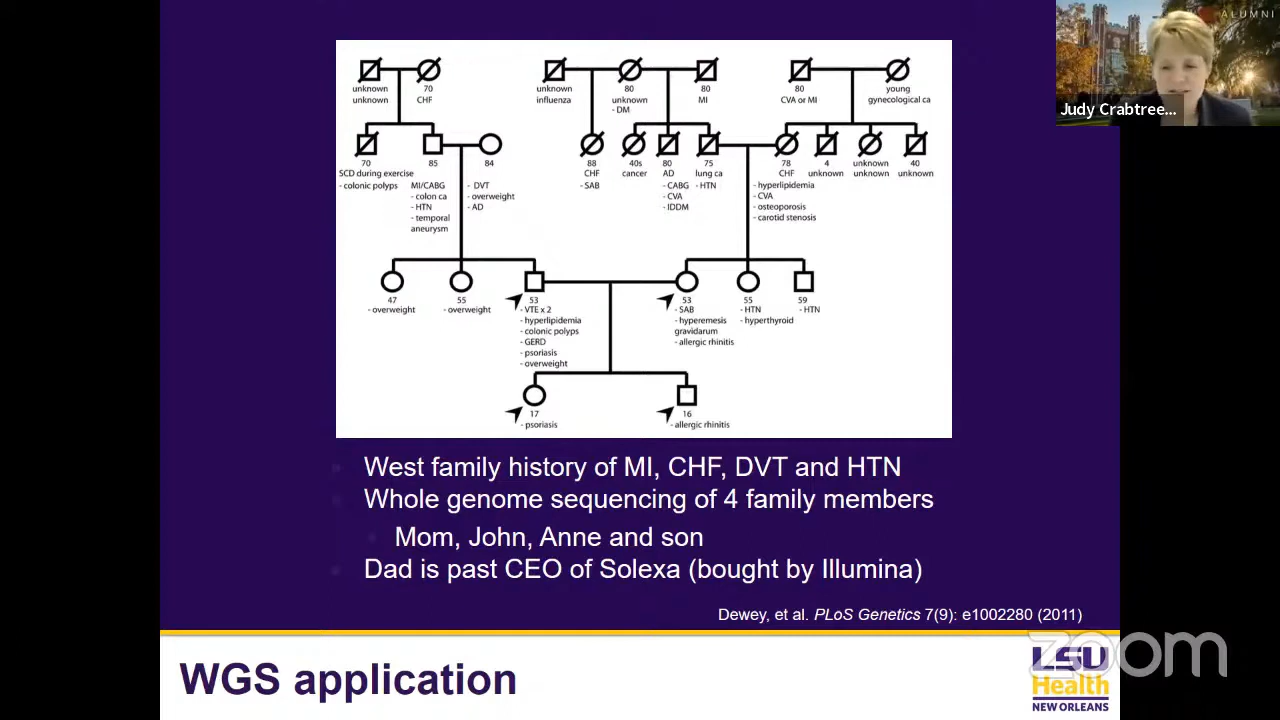 ALUMNI
Judy Crabtree...
unknown
unknown
70
CHF
unknown
influenza
80
unknown
- DM
80
MI
80
CVA or MI
young
gynecological ca
70
SCD during exercise
- colonic polyps
85
MI/CABG
- colon ca
- HTN
- temporal
aneurysm
84
- DVT
- overweight
- AD
88
CHF
- SAB
40s
cancer
80
AD
- CABG
- CVA
- IDDM
75
lung ca
- HTN
78
CHF
- hyperlipidemia
- CVA
- osteoporosis
- carotid stenosis
4
unknown
unknown
unknown
40
unknown
47
- overweight
55
- overweight
53
- VTE x 2
- hyperlipidemia
- colonic polyps
- GERD
- psoriasis
- overweight
53
- SAB
- hyperemesis
gravidarum
- allergic rhinitis
55
- HTN
- hyperthyroid
59
- HTN
17
- psoriasis
16
- allergic rhinitis
West family history of MI, CHF, DVT and HTN
Whole genome sequencing of 4 family members
Mom, John, Anne and son
Dad is past CEO of Solexa (bought by Illumina)
Dewey, et al. PLoS Genetics 7(9): e1002280 (2011)
WGS application
zoom
LSU
Health
NEW ORLEANS